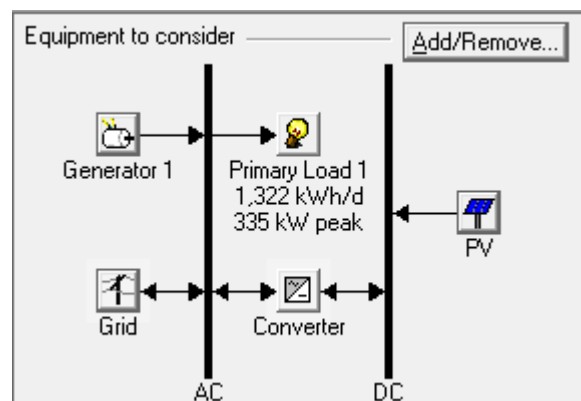 Equipment to consider
Add/Remove...
Generator 1
Primary Load 1
1,322 kWh/d
335 kW peak
PV
Grid
Converter
AC
DC